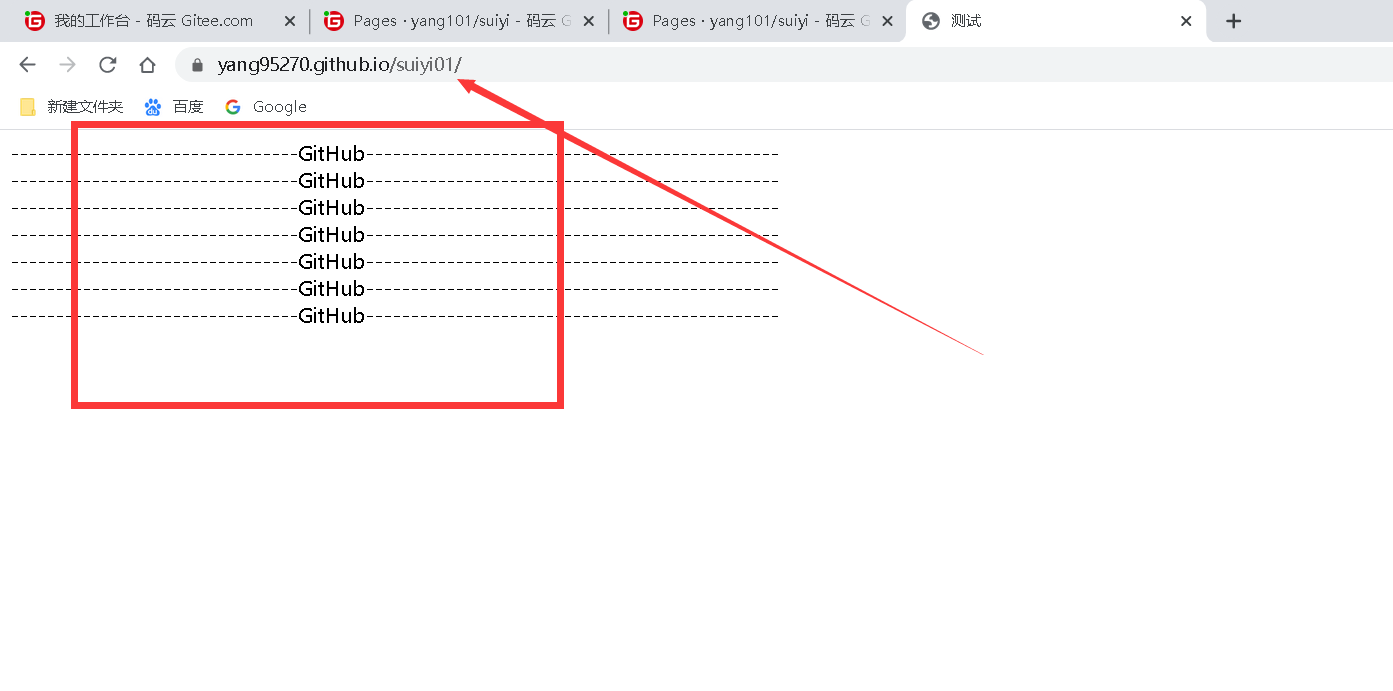 我的工作台 - 码云 Gitee.com
Pages · yang101/suiyi - 码云 G
Pages · yang101/suiyi - 码云 G
测试
yang95270.github.io/suiyi01/
新建文件夹 百度 Google
--------------------------------GitHub----------------------------------------------
--------------------------------GitHub----------------------------------------------
--------------------------------GitHub----------------------------------------------
--------------------------------GitHub----------------------------------------------
--------------------------------GitHub----------------------------------------------
--------------------------------GitHub----------------------------------------------
--------------------------------GitHub----------------------------------------------